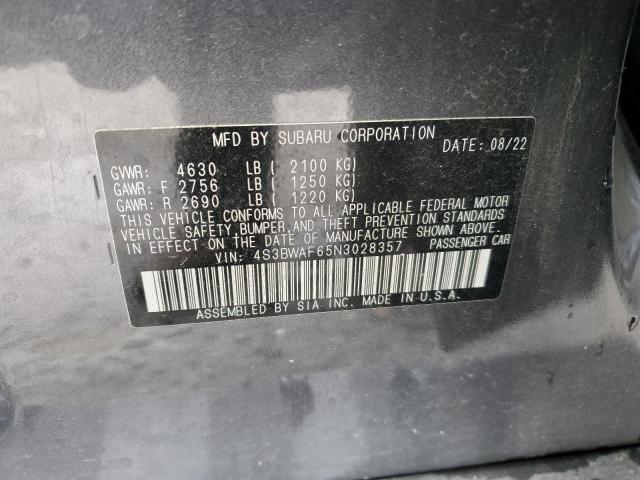 MFD BY SUBARU CORPORATION DATE: 08/22
GVWR: 4630 LB ( 2100 KG)
GAWR: F 2756 LB ( 1250 KG)
GAWR: R 2690 LB ( 1220 KG)
THIS VEHICLE CONFORMS TO ALL APPLICABLE FEDERAL MOTOR
VEHICLE SAFETY, BUMPER, AND THEFT PREVENTION STANDARDS
IN EFFECT ON THE DATE OF MANUFACTURE SHOWN ABOVE.
VIN: 4S3BWAF65N3028357 PASSENGER CAR
ASSEMBLED BY SIA INC. MADE IN U.S.A.